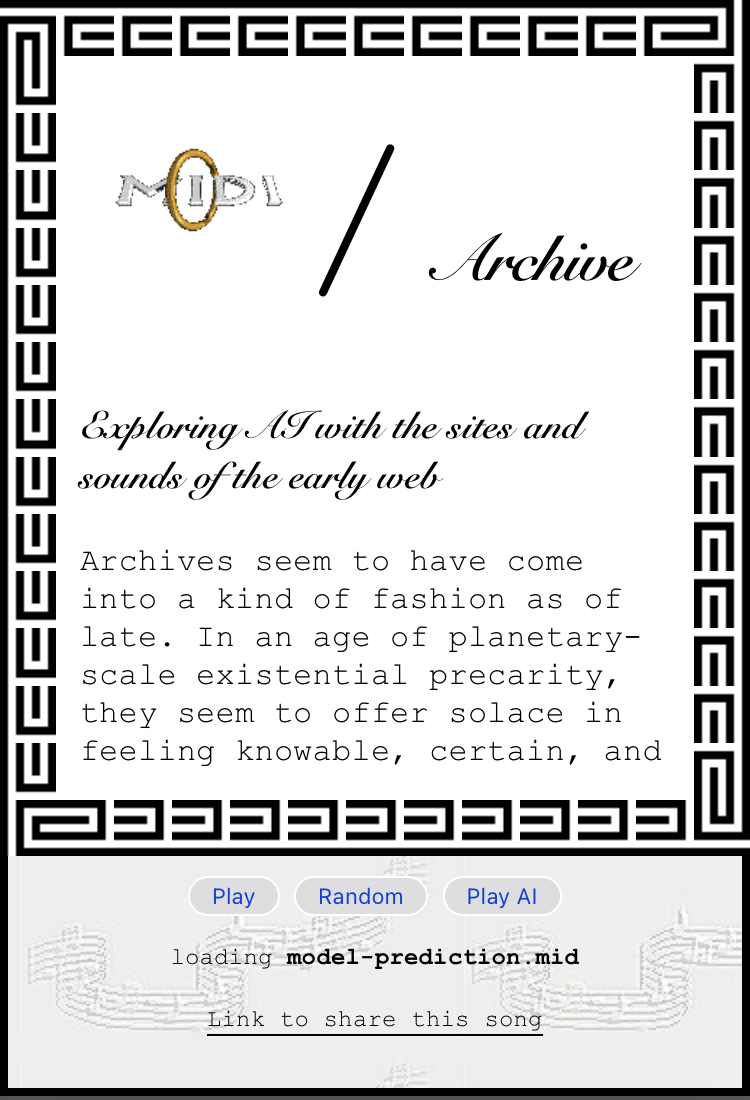 MIDI
Archive
Exploring AI with the sites and
sounds of the early web
Archives seem to have come
into a kind of fashion as of
late. In an age of planetary-
scale existential precarity,
they seem to offer solace in
feeling knowable, certain, and
Play Random Play AI
loading model-prediction.mid
Link to share this song